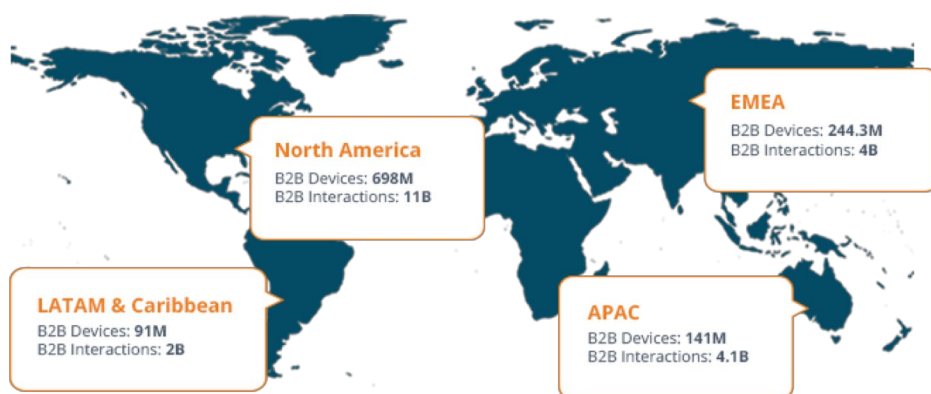 EMEA
B2B Devices: 244.3M
B2B Interactions: 4B
North America
B2B Devices: 698M
B2B Interactions: 11B
LATAM & Caribbean
B2B Devices: 91M
B2B Interactions: 2B
APAC
B2B Devices: 141M
B2B Interactions: 4.1B